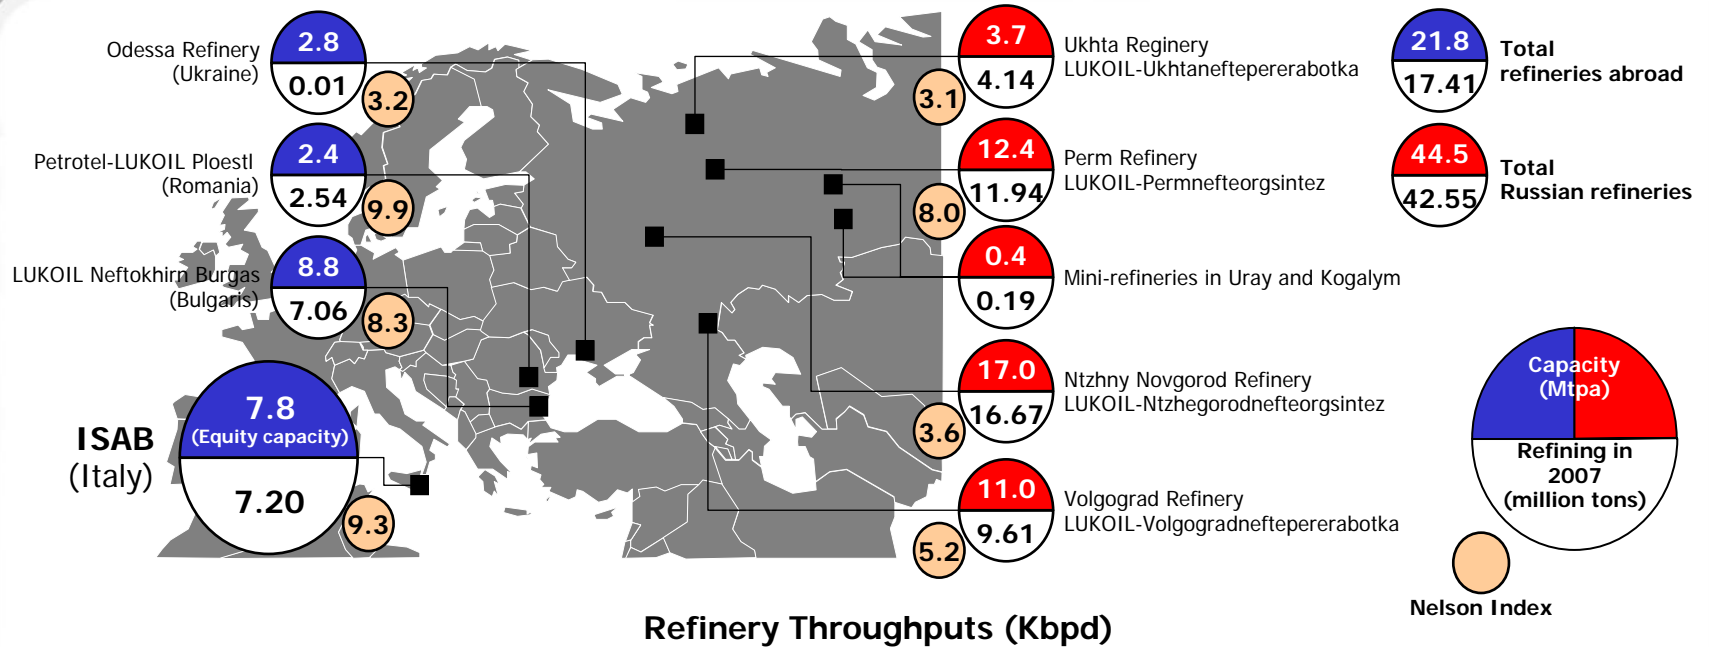 Odessa Refinery
(Ukraine)
2.8
0.01
3.2
Petrotel-LUKOIL Ploestl
(Romania)
2.4
2.54
9.9
LUKOIL Neftokhirn Burgas
(Bulgaris)
8.8
7.06
8.3
ISAB
(Italy)
7.8
(Equity capacity)
7.20
9.3
3.7
4.14
3.1
Ukhta Reginery
LUKOIL-Ukhtaneftepererabotka
12.4
11.94
8.0
Perm Refinery
LUKOIL-Permnefteorgsintez
0.4
0.19
Mini-refineries in Uray and Kogalym
17.0
16.67
3.6
Ntzhny Novgorod Refinery
LUKOIL-Ntzhegorodnefteorgsintez
11.0
9.61
5.2
Volgograd Refinery
LUKOIL-Volgogradneftepererabotka
21.8
17.41
Total
refineries abroad
44.5
42.55
Total
Russian refineries
Capacity
(Mtpa)
Refining in
2007
(million tons)
Nelson Index
Refinery Throughputs (Kbpd)